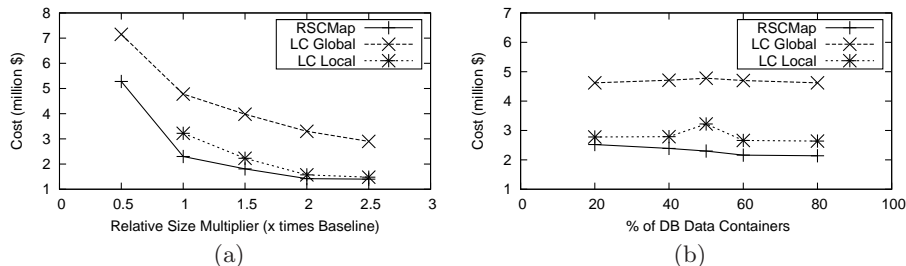 8
7
6
5
4
3
2
1
0 0.5 1 1.5 2 2.5 3
Cost (million $)
Relative Size Multiplier (x times Baseline)
RSCMap
LC Global
LC Local
(a)
7
6
5
4
3
2
1
0 20 40 60 80 100
Cost (million $)
% of DB Data Containers
RSCMap
LC Global
LC Local
(b)